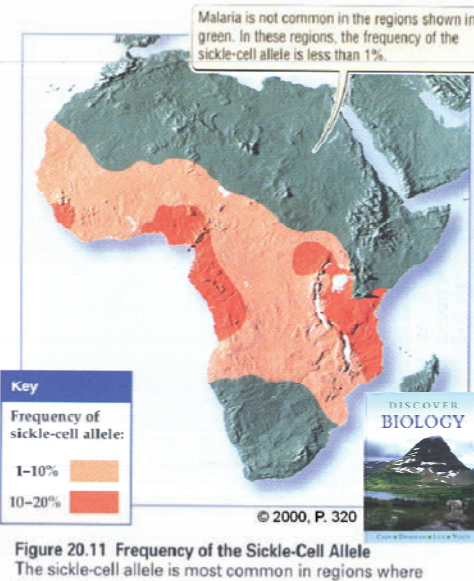 Malaria is not common in the regions shown in
green. In these regions, the frequency of the
sickle-cell allele is less than 1%.
Key
Frequency of
sickle-cell allele:
1–10%
10–20%
DISCOVER
BIOLOGY
© 2000, P. 320
Figure 20.11 Frequency of the Sickle-Cell Allele
The sickle-cell allele is most common in regions where